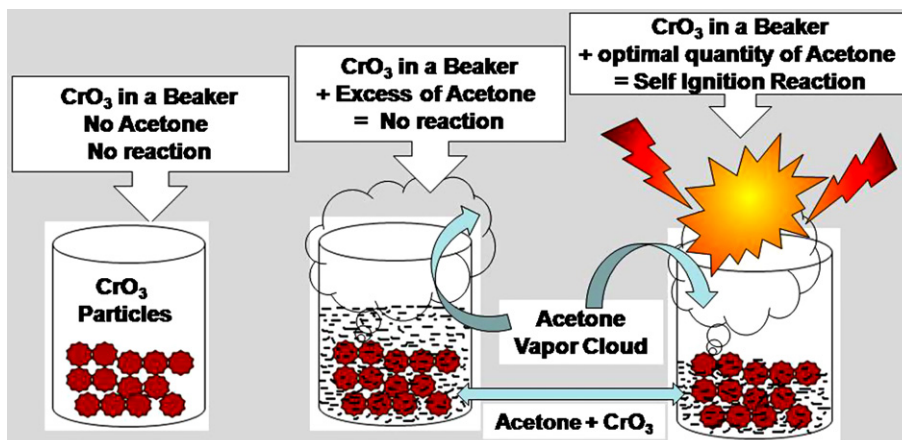 CrO₃ in a Beaker
No Acetone
No reaction
CrO₃ in a Beaker
+ Excess of Acetone
= No reaction
CrO₃ in a Beaker
+ optimal quantity of Acetone
= Self Ignition Reaction
CrO₃
Particles
Acetone
Vapor Cloud
Acetone + CrO₃